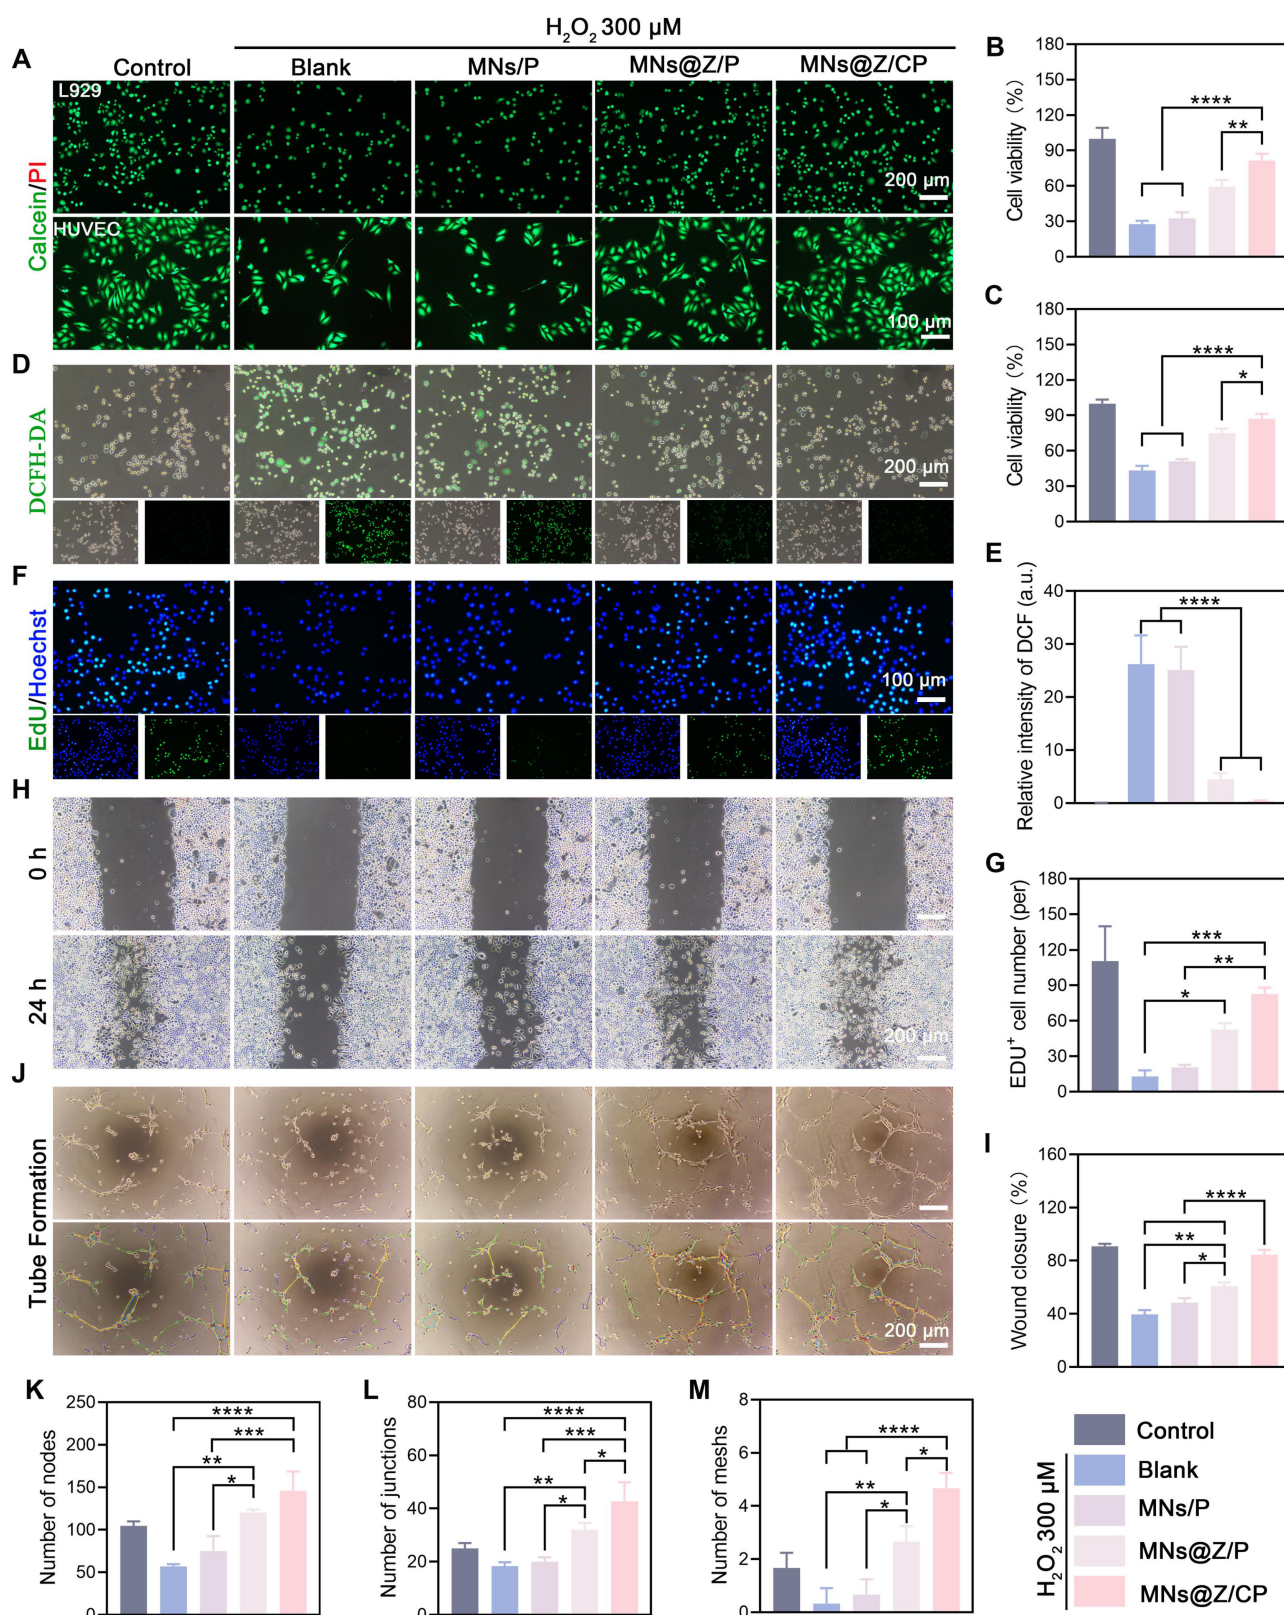 H₂O₂ 300 μM
A
Control
Blank
MNs/P
MNs@Z/P
MNs@Z/CP
Calcein/PI
L929
200 μm
HUVEC
100 μm
B
Cell viability (%)
180
150
120
90
60
30
0
****
**
C
Cell viability (%)
180
150
120
90
60
30
0
****
*
D
DCFH-DA
200 μm
E
Relative intensity of DCF (a.u.)
40
30
20
10
0
****
F
EdU/Hoechst
100 μm
G
EDU⁺ cell number (per)
180
150
120
90
60
30
0
***
**
*
H
0 h
24 h
200 μm
I
Wound closure (%)
160
120
80
40
0
****
**
*
J
Tube Formation
200 μm
K
Number of nodes
250
200
150
100
50
0
****
***
**
*
L
Number of junctions
80
60
40
20
0
****
***
*
**
*
M
Number of meshs
8
6
4
2
0
****
*
**
*
Control
H₂O₂ 300 μM
Blank
MNs/P
MNs@Z/P
MNs@Z/CP